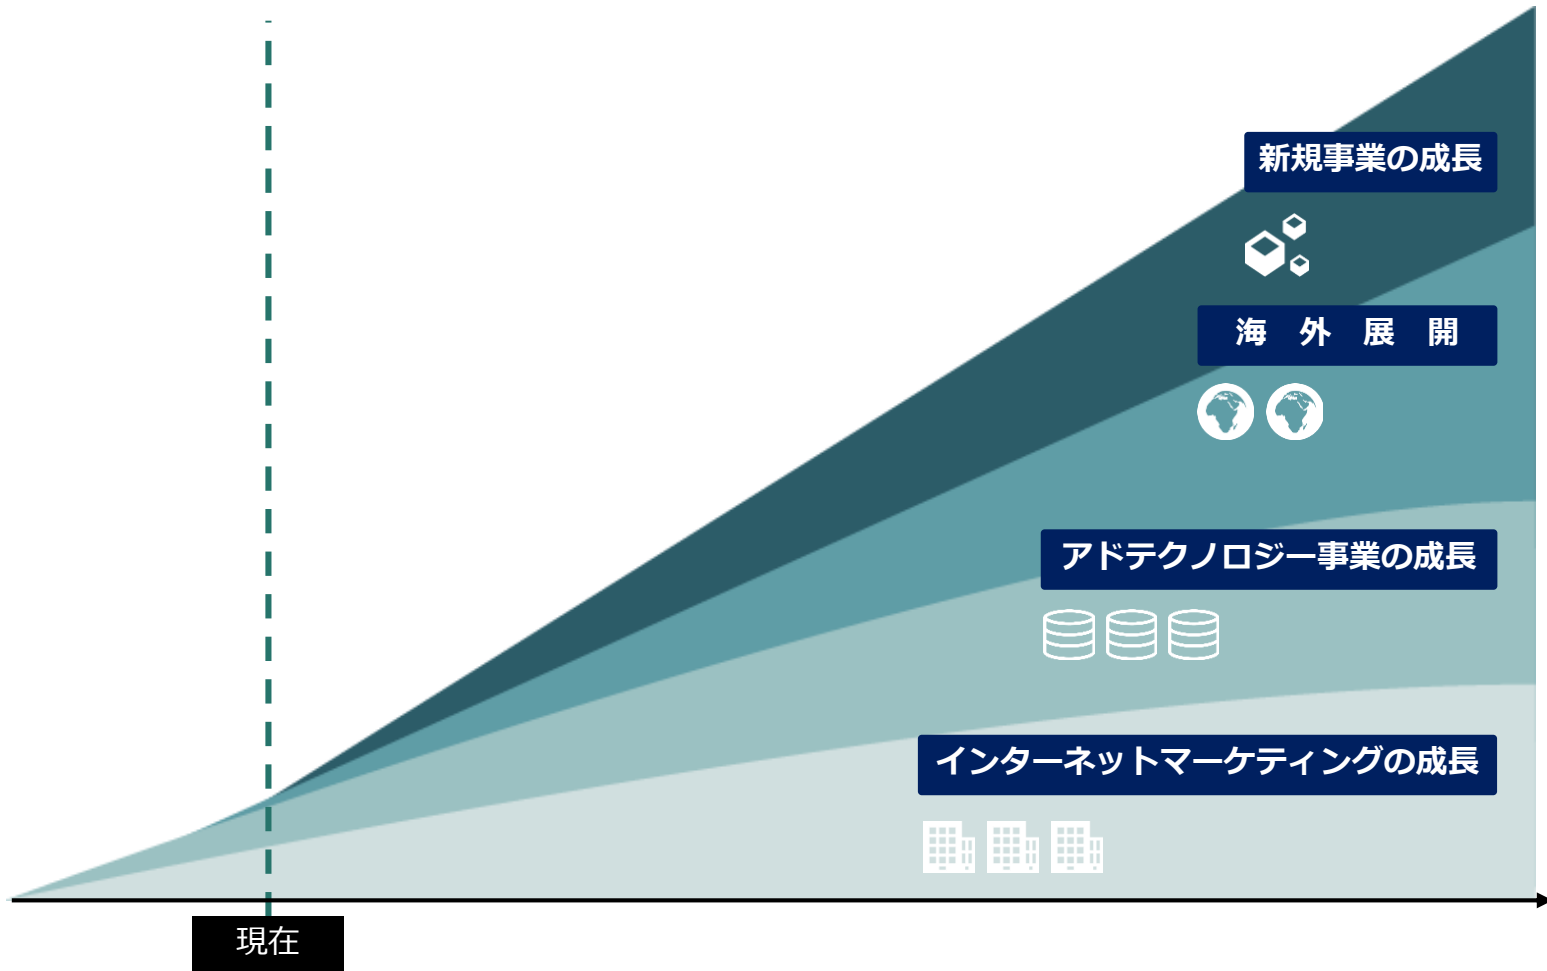 新規事業の成長
海 外 展 開
アドテクノロジー事業の成長
インターネットマーケティングの成長
現在